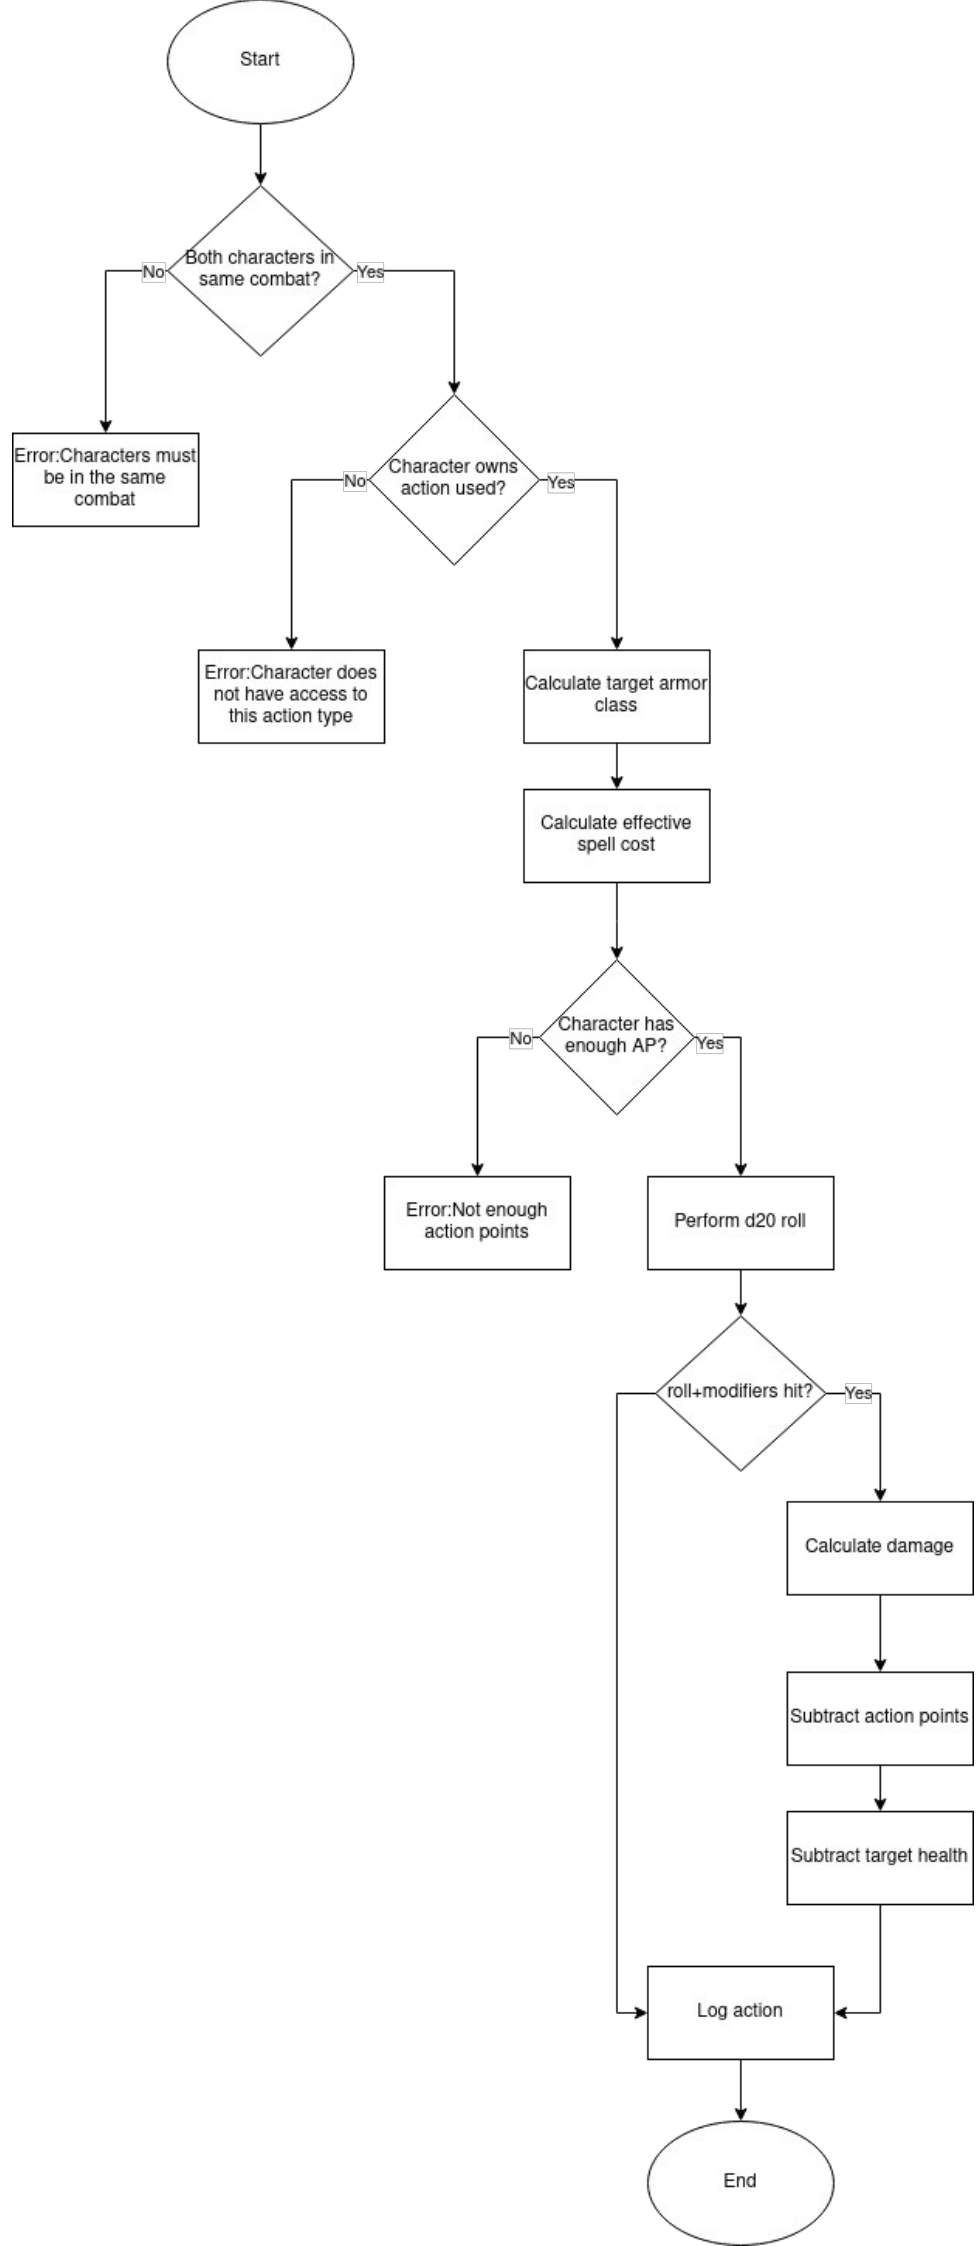 Start
Both characters in
same combat?
No
Yes
Error:Characters must
be in the same
combat
Character owns
action used?
No
Yes
Error:Character does
not have access to
this action type
Calculate target armor
class
Calculate effective
spell cost
Character has
enough AP?
No
Yes
Error:Not enough
action points
Perform d20 roll
roll+modifiers hit?
Yes
Calculate damage
Subtract action points
Subtract target health
Log action
End